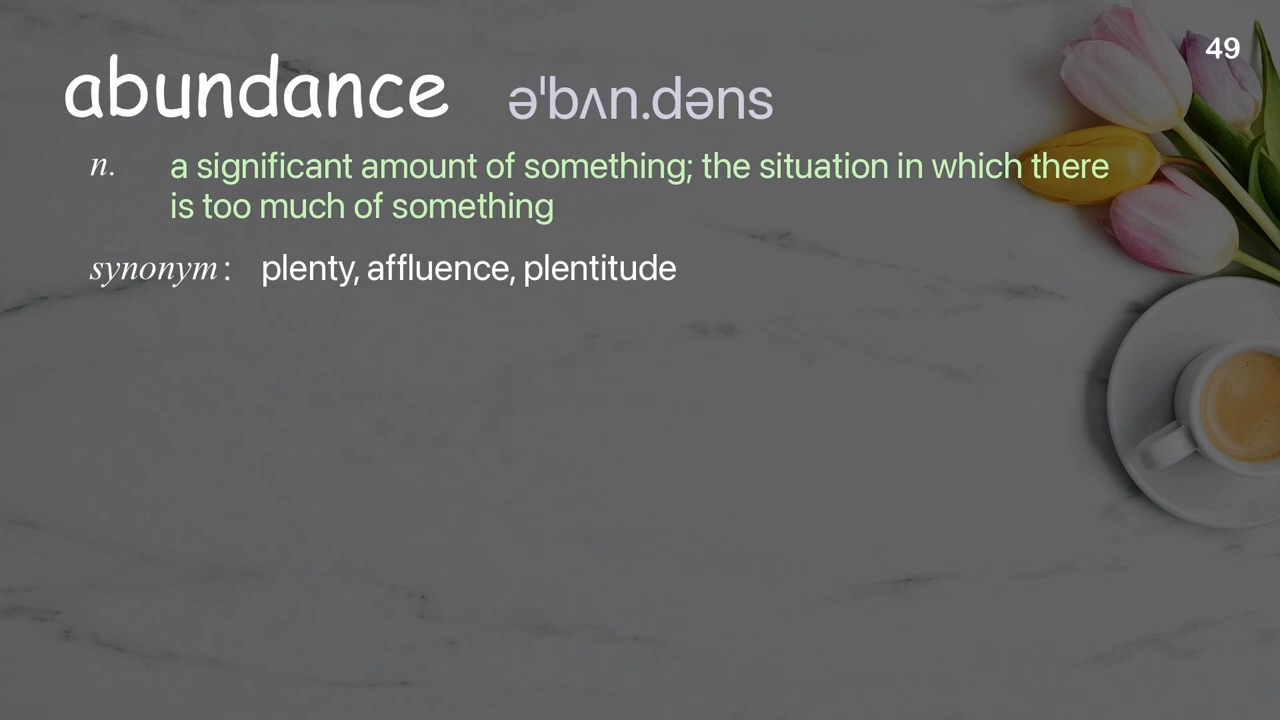 49
abundance ə'bʌn.dəns
n. a significant amount of something; the situation in which there
is too much of something
synonym: plenty, affluence, plentitude